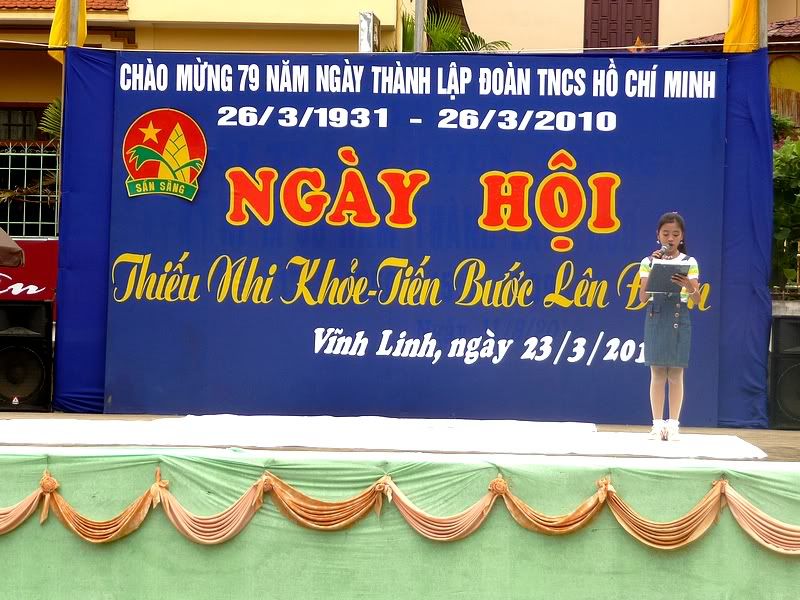 CHÀO MỪNG 79 NĂM NGÀY THÀNH LẬP ĐOÀN TNCS HỒ CHÍ MINH
26/3/1931 - 26/3/2010
SẴN SÀNG
NGÀY HỘI
Thiếu Nhi Khỏe-Tiến Bước Lên
Vĩnh Linh, ngày 23/3/201